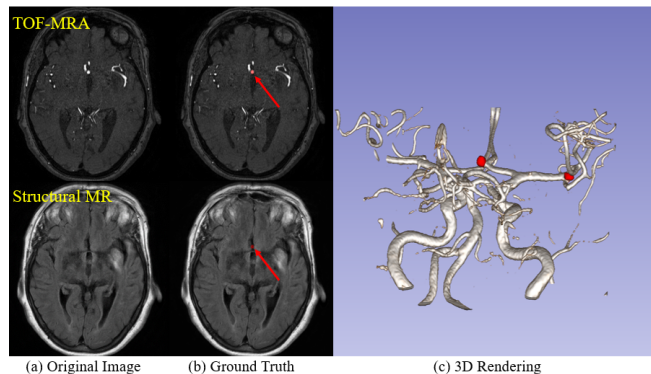 TOF-MRA
Structural MR
(a) Original Image
(b) Ground Truth
(c) 3D Rendering